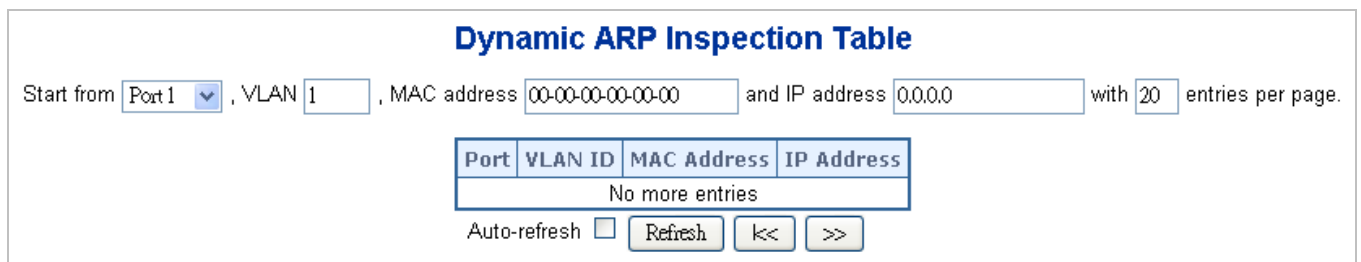 Dynamic ARP Inspection Table
Start from Port 1 , VLAN 1 , MAC address 00-00-00-00-00-00 and IP address 0.0.0.0 with 20 entries per page.
Port VLAN ID MAC Address IP Address
No more entries
Auto-refresh Refresh |<< >>